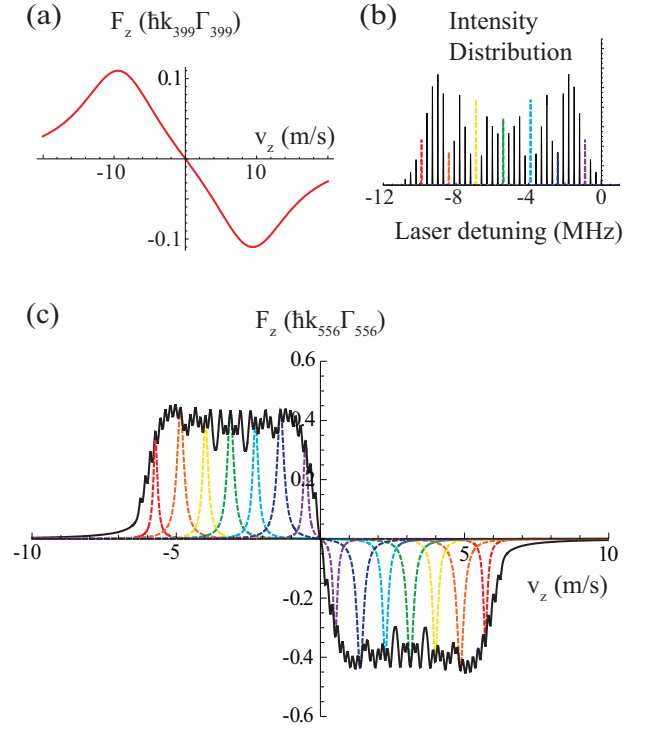 (a)
F_z (ħk_399Γ_399)
0.1
v_z (m/s)
-10
10
-0.1
(b)
Intensity
Distribution
-12
-8
-4
0
Laser detuning (MHz)
(c)
F_z (ħk_556Γ_556)
0.6
0.4
0.2
-10
-5
5
10
v_z (m/s)
-0.2
-0.4
-0.6